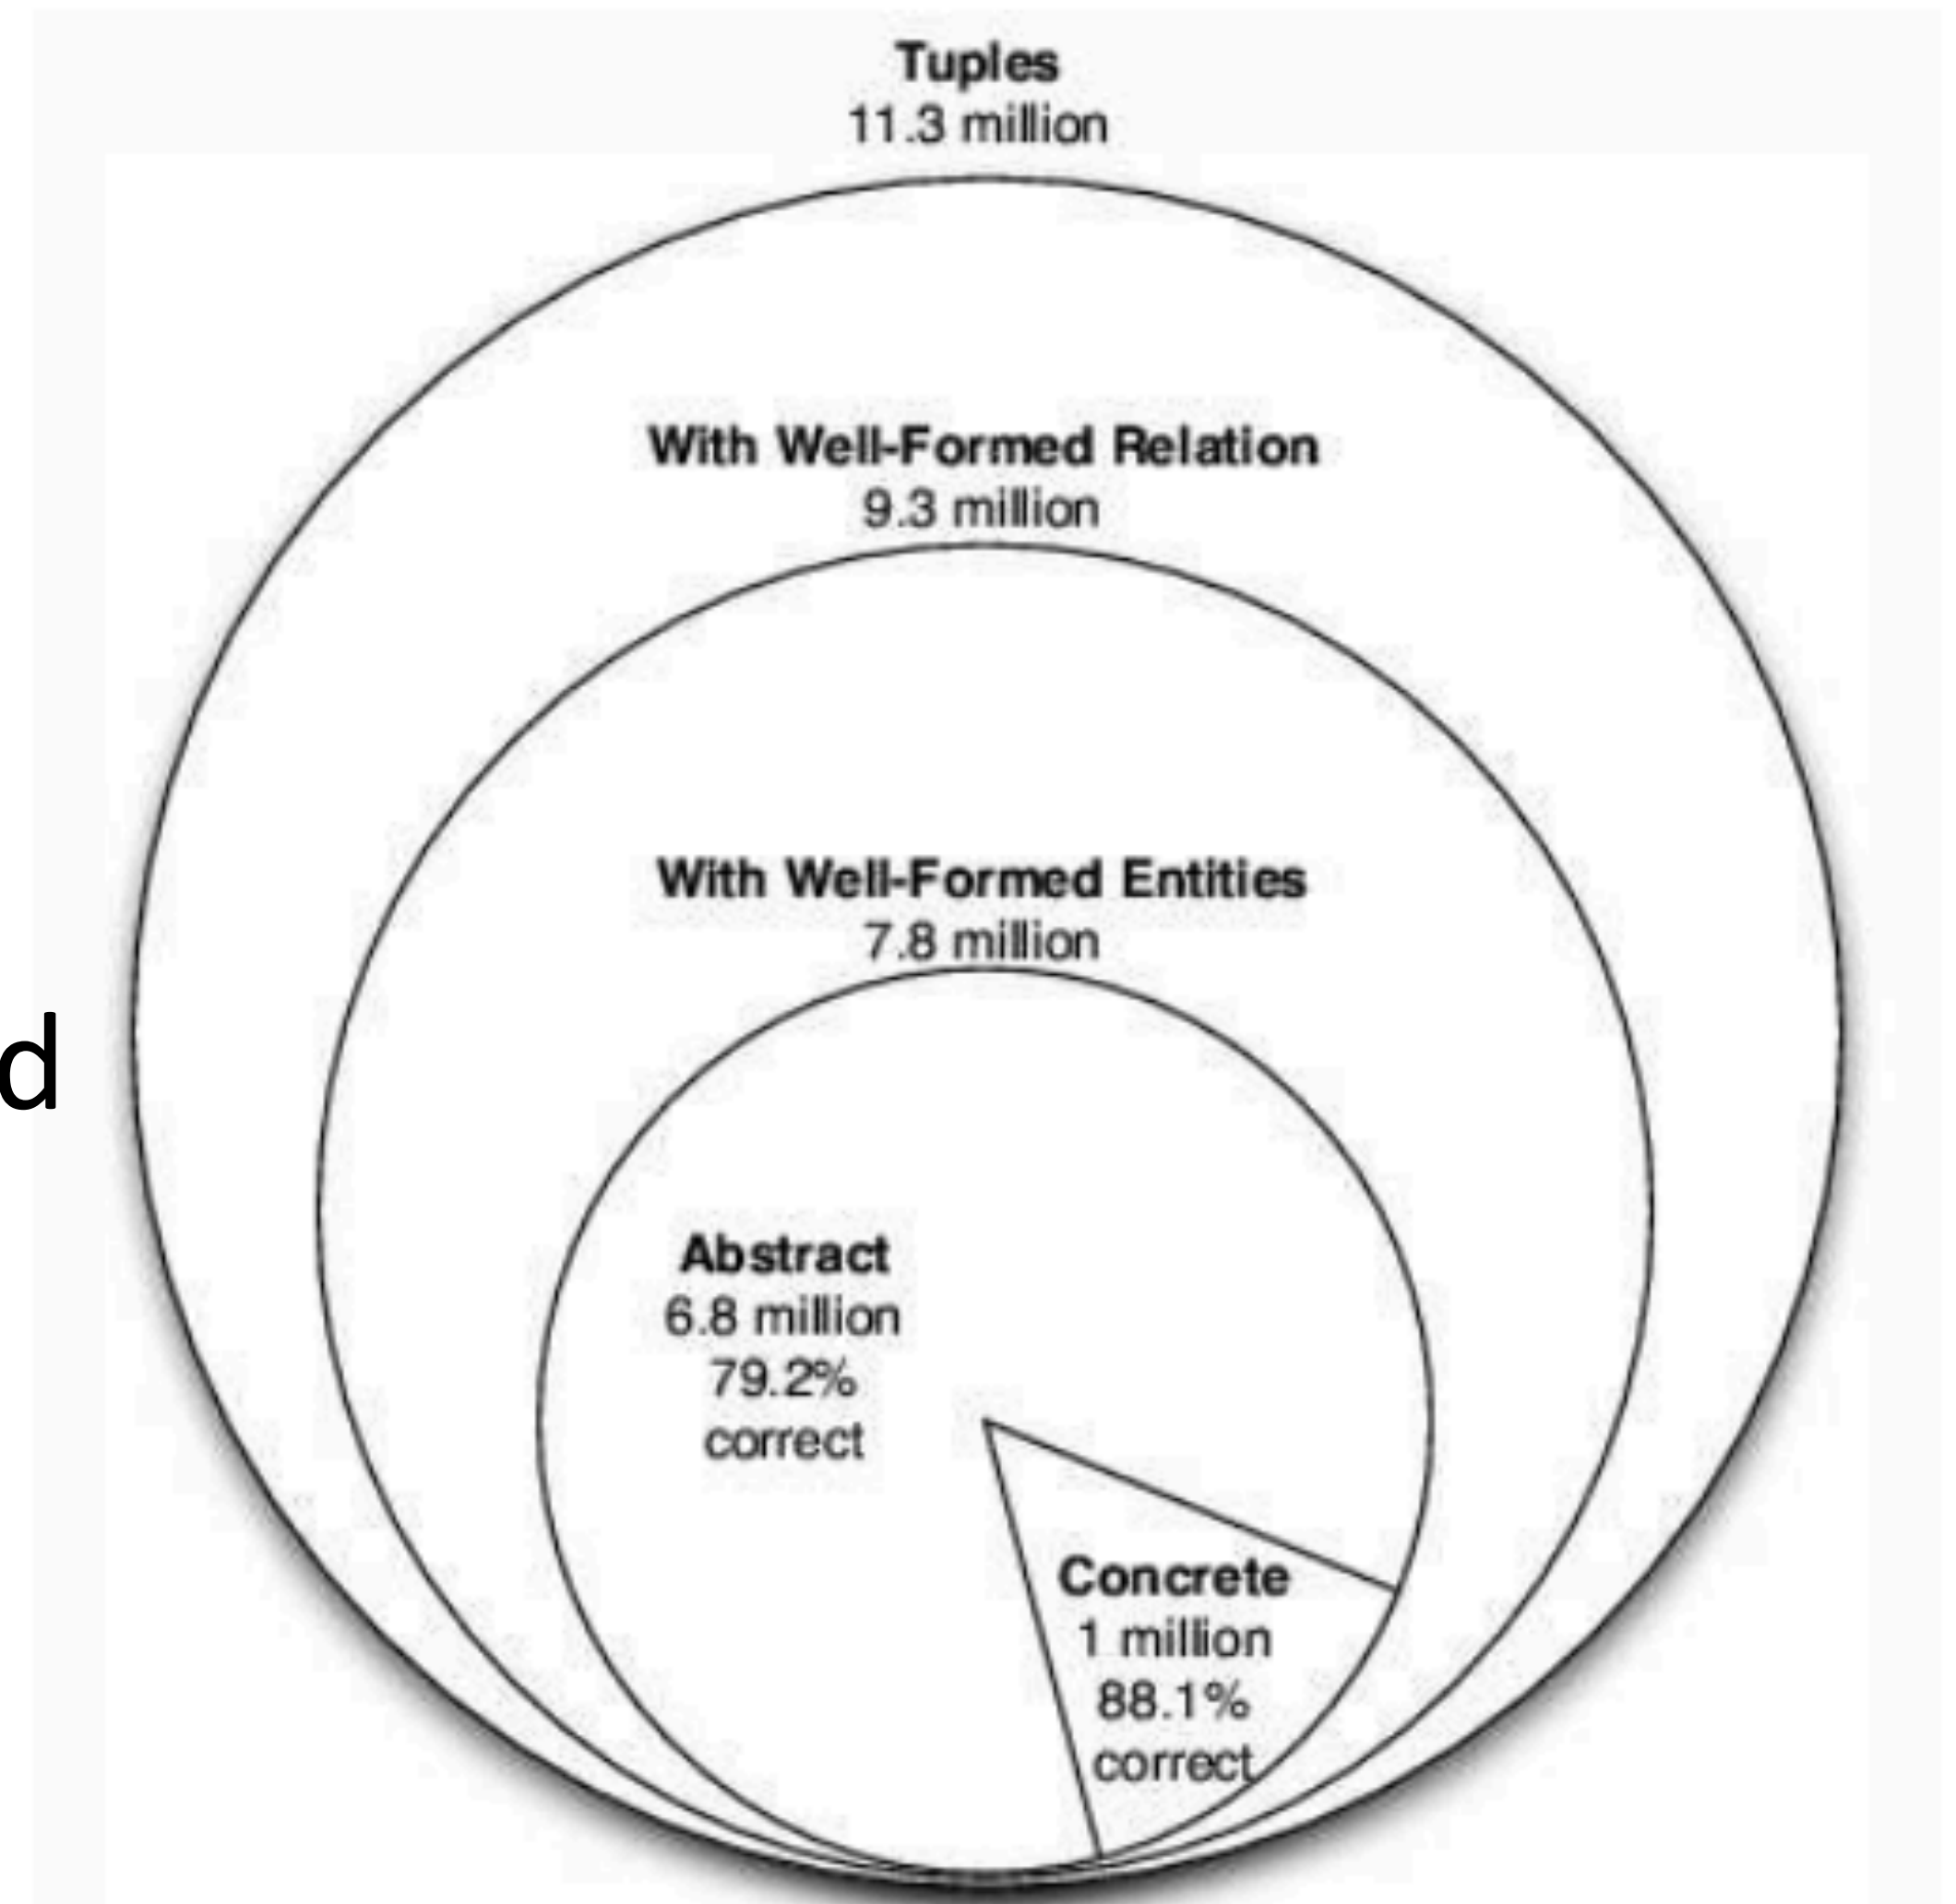 Tuples
11.3 million
With Well-Formed Relation
9.3 million
With Well-Formed Entities
7.8 million
d
Abstract
6.8 million
79.2%
correct
Concrete
1 million
88.1%
correct